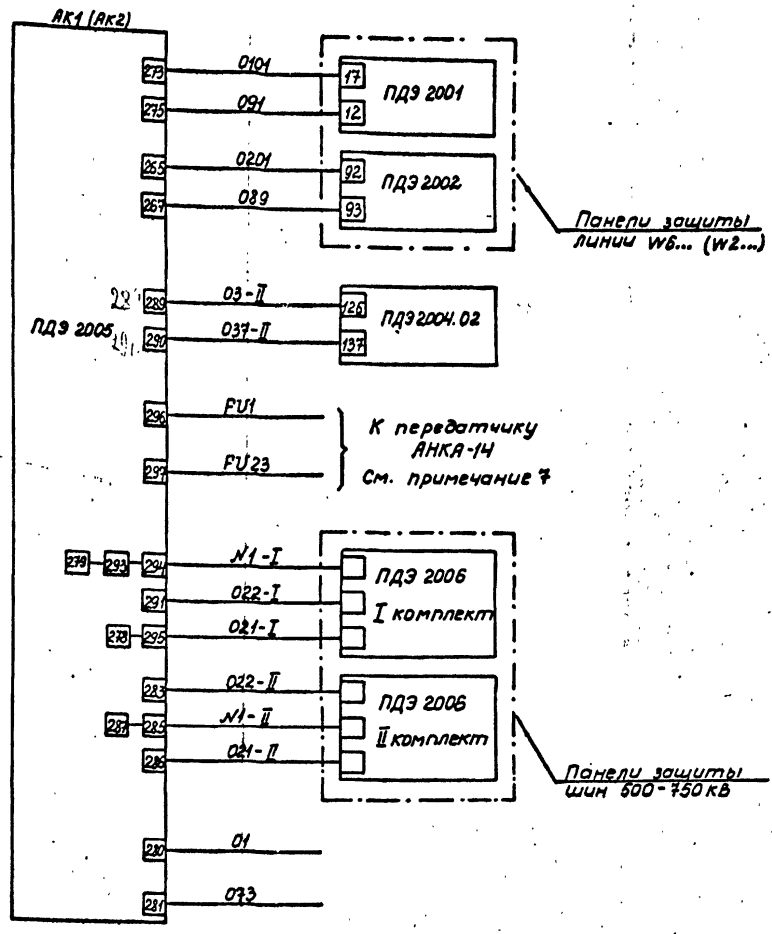 АК1 (АК2)
273 0101 17 ПДЭ 2001
275 091 12
265 0201 92 ПДЭ 2002
267 089 93
Панели защиты
линии W6... (W2...)
289 03-II 126 ПДЭ2004.02
ПДЭ 2005
290 037-II 137
296 FU1
К передатчику
АНКА-14
297 FU23
См. примечание 7
279 293 294 N1-I ПДЭ 2006
291 022-I I комплект
278 295 021-I
283 022-II ПДЭ 2006
287 285 N1-II II комплект
286 021-II
Панели защиты
шин 500-750 кВ
280 01
281 073